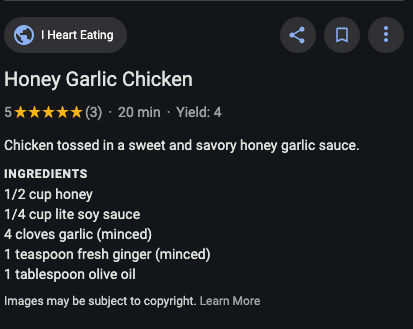 I Heart Eating
Honey Garlic Chicken
5★★★★★(3) · 20 min · Yield: 4
Chicken tossed in a sweet and savory honey garlic sauce.
INGREDIENTS
1/2 cup honey
1/4 cup lite soy sauce
4 cloves garlic (minced)
1 teaspoon fresh ginger (minced)
1 tablespoon olive oil
Images may be subject to copyright. Learn More